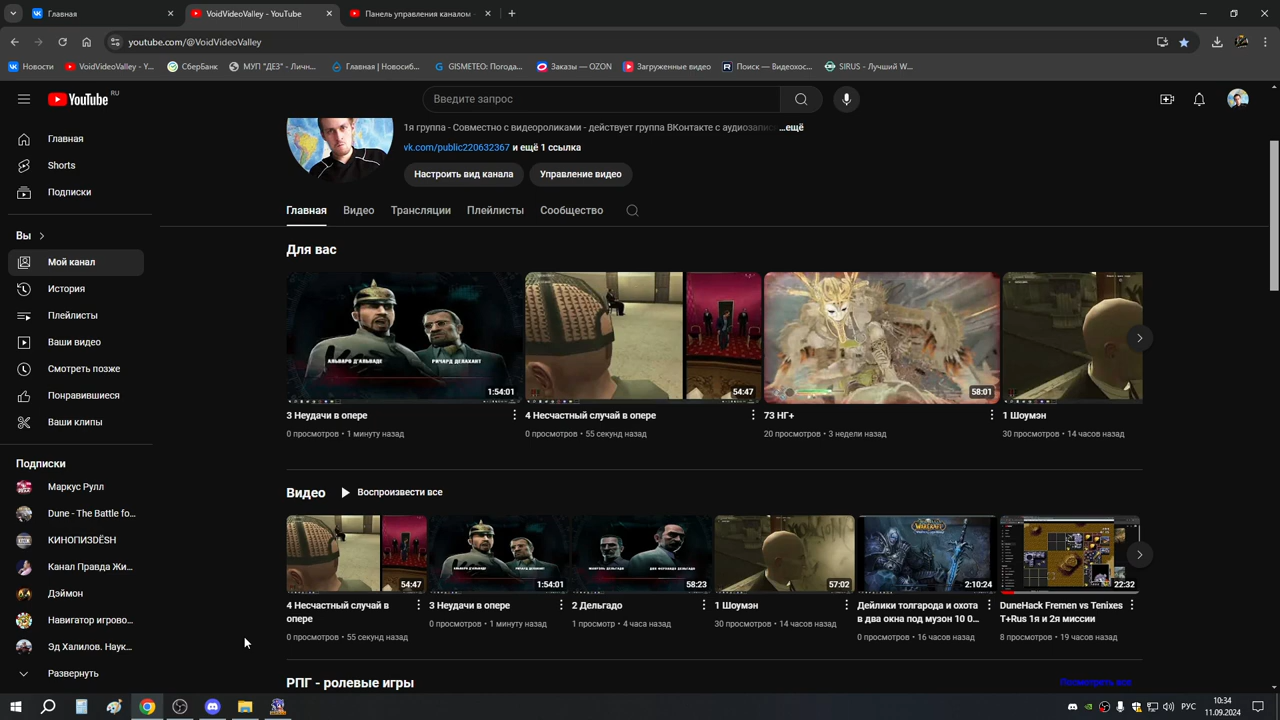 Главная
VoidVideoValley - YouTube
Панель управления каналом
youtube.com/@VoidVideoValley
Новости
VoidVideoValley - Y...
СберБанк
МУП "ДЕЗ" - Личн...
Главная | Новосиб...
GISMETEO: Погода...
Заказы — OZON
Загруженные видео
Поиск — Видеохос...
SIRUS - Лучший W...
YouTube
RU
Введите запрос
Главная
Shorts
Подписки
Вы
Мой канал
История
Плейлисты
Ваши видео
Смотреть позже
Понравившиеся
Ваши клипы
Подписки
Маркус Рулл
Dune - The Battle fo...
КИНОПИЗDЁSH
Канал Правда Жи...
Дэймон
Навигатор игрово...
Эд Халилов. Наук...
Развернуть
1я группа - Совместно с видеороликами - действует группа ВКонтакте с аудиозапис ...ещё
vk.com/public220632367 и ещё 1 ссылка
Настроить вид канала
Управление видео
Главная
Видео
Трансляции
Плейлисты
Сообщество
Для вас
АЛЬВАРО Д'АЛЬВАДЕ
РИЧАРД ДЕЛАХАНТ
1:54:01
54:47
58:01
3 Неудачи в опере
0 просмотров • 1 минуту назад
4 Несчастный случай в опере
0 просмотров • 55 секунд назад
73 НГ+
20 просмотров • 3 недели назад
1 Шоумэн
30 просмотров • 14 часов назад
Видео
Воспроизвести все
54:47
1:54:01
58:23
57:02
WARCRAFT
2:10:24
22:32
4 Несчастный случай в
опере
0 просмотров • 55 секунд назад
3 Неудачи в опере
0 просмотров • 1 минуту назад
2 Дельгадо
1 просмотр • 4 часа назад
1 Шоумэн
30 просмотров • 14 часов назад
Дейлики толгарода и охота
в два окна под музон 10 0...
0 просмотров • 16 часов назад
DuneHack Fremen vs Tenixes
T+Rus 1я и 2я миссии
8 просмотров • 19 часов назад
РПГ - ролевые игры
Посмотреть все
РУС
10:34
11.09.2024